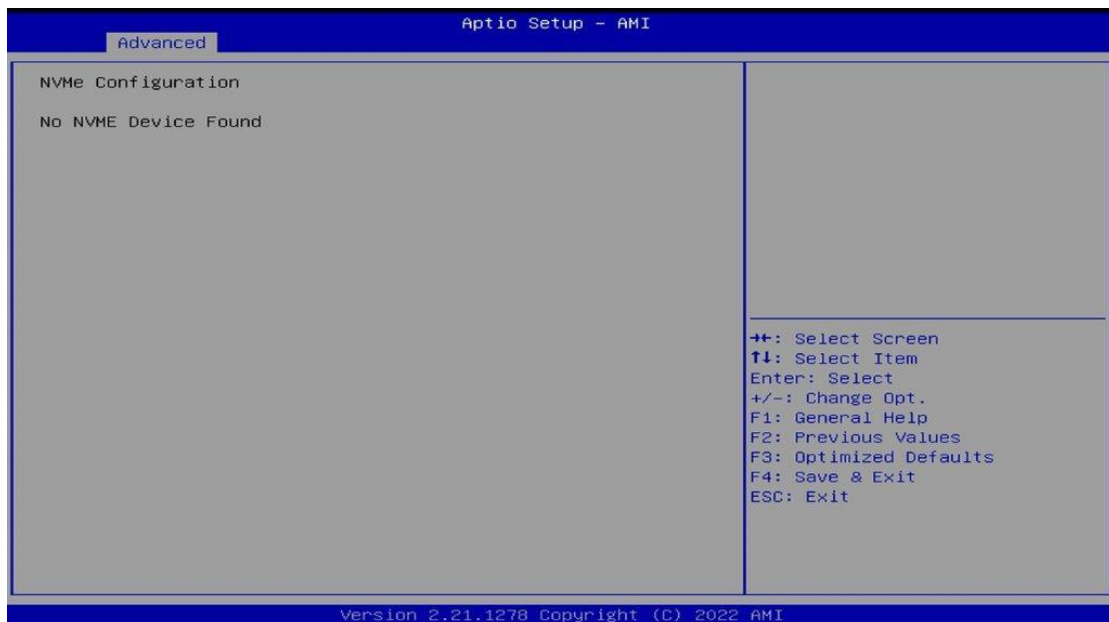 Aptio Setup - AMI
Advanced
NVMe Configuration
No NVME Device Found
→←: Select Screen
↑↓: Select Item
Enter: Select
+/-: Change Opt.
F1: General Help
F2: Previous Values
F3: Optimized Defaults
F4: Save & Exit
ESC: Exit
Version 2.21.1278 Copyright (C) 2022 AMI